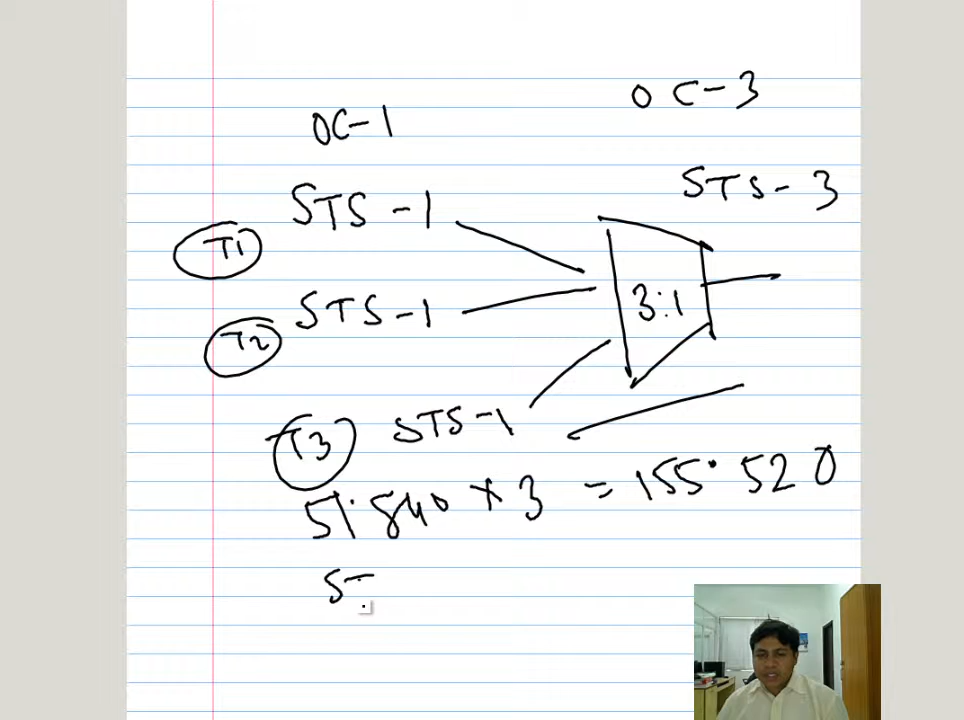 OC-1
OC-3
STS-1
STS-3
T1
STS-1
3:1
T2
T3
STS-1
51.840 × 3 = 155.520
ST